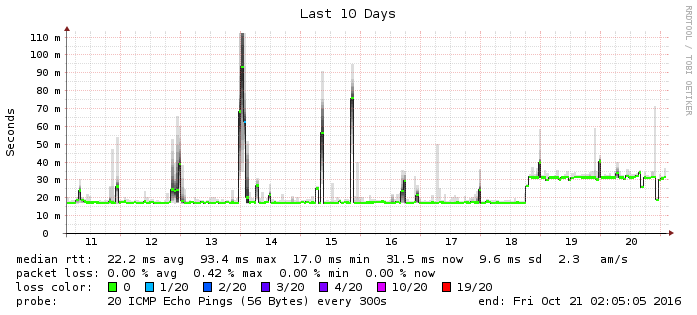 Last 10 Days
RRDTOOL / TOBI OETIKER
Seconds
110 m
100 m
90 m
80 m
70 m
60 m
50 m
40 m
30 m
20 m
10 m
0
11 12 13 14 15 16 17 18 19 20
median rtt: 22.2 ms avg 93.4 ms max 17.0 ms min 31.5 ms now 9.6 ms sd 2.3 am/s
packet loss: 0.00 % avg 0.42 % max 0.00 % min 0.00 % now
loss color: 0 1/20 2/20 3/20 4/20 10/20 19/20
probe: 20 ICMP Echo Pings (56 Bytes) every 300s end: Fri Oct 21 02:05:05 2016